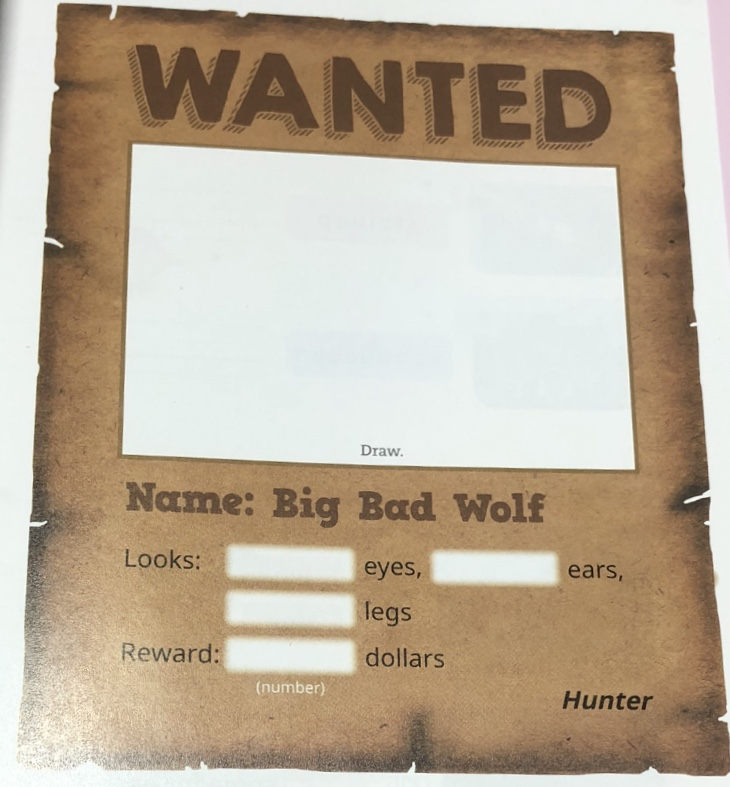 WANTED
Draw.
Name: Big Bad Wolf
Looks: eyes, ears,
legs
Reward: dollars
(number)
Hunter